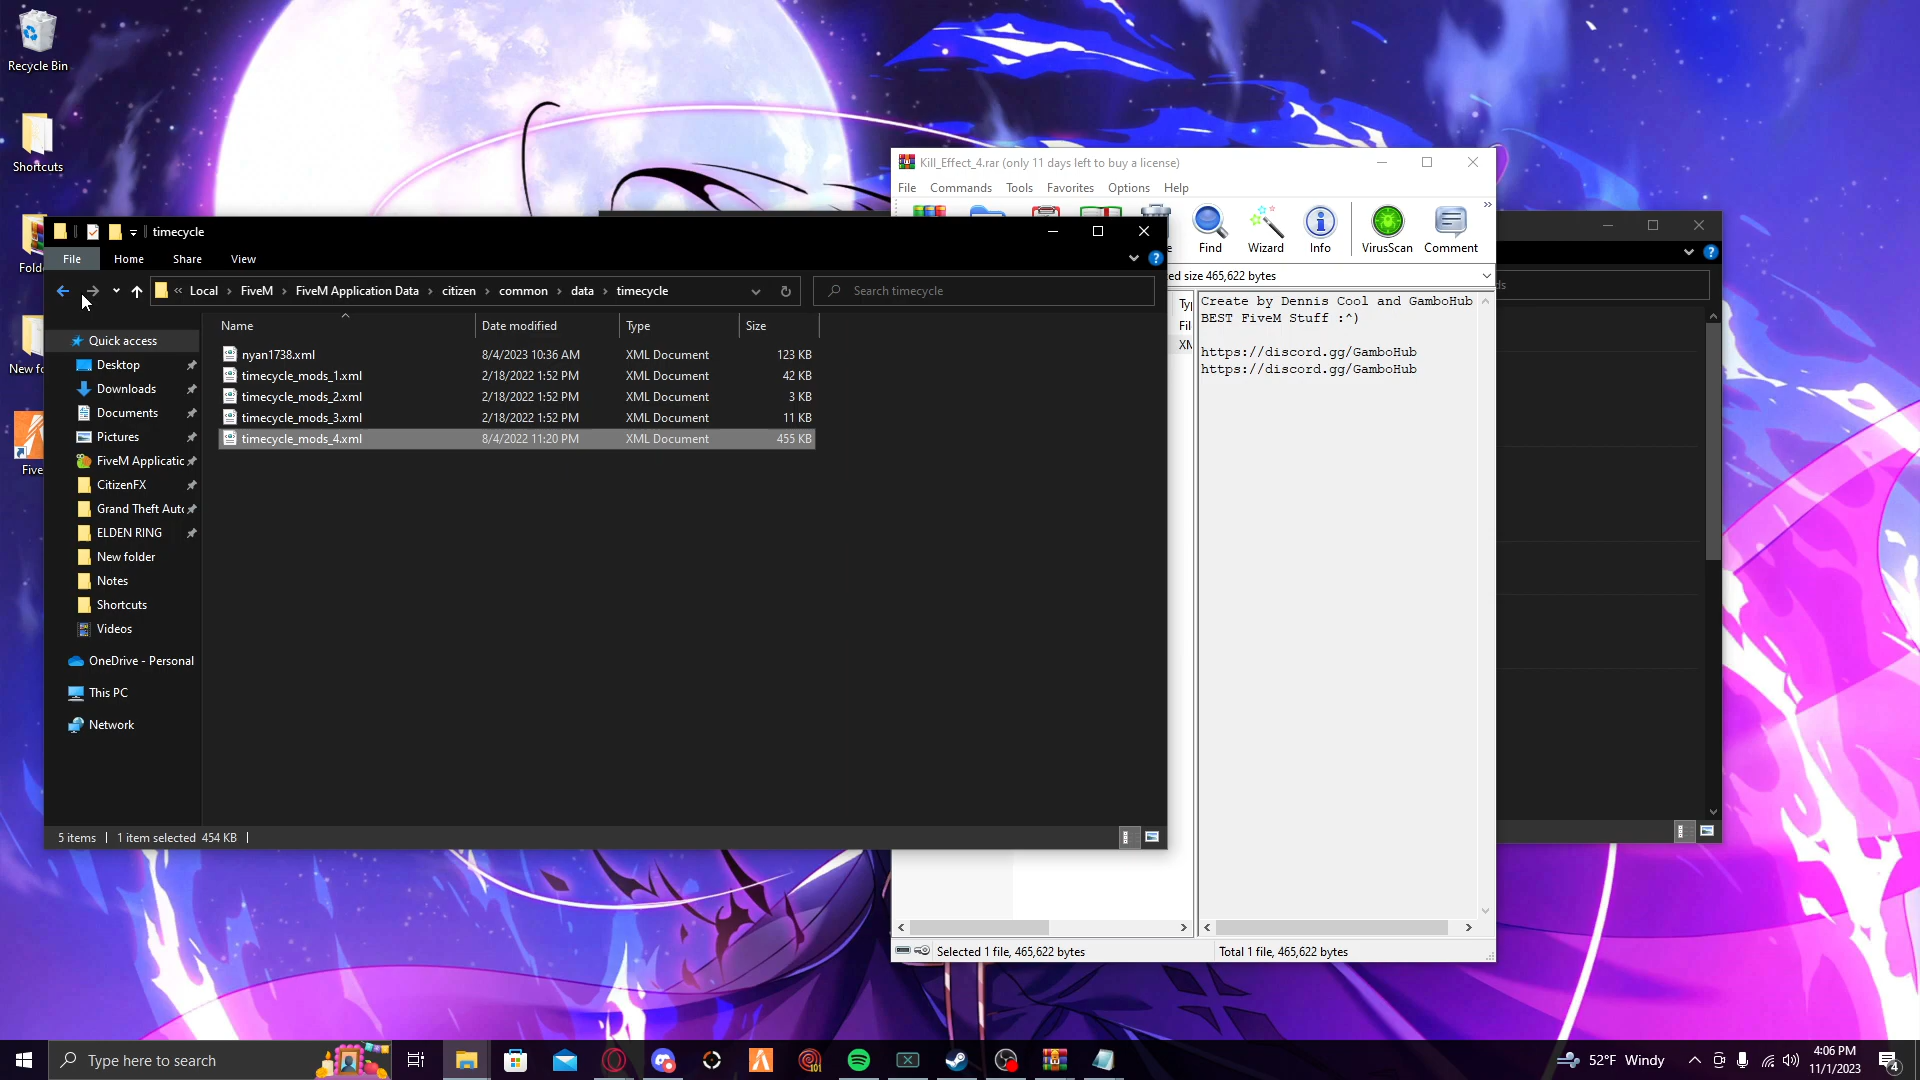 Recycle Bin
Shortcuts
Kill_Effect_4.rar (only 11 days left to buy a license)
File Commands Tools Favorites Options Help
Find Wizard Info VirusScan Comment
size 465,622 bytes
Create by Dennis Cool and GamboHub
BEST FiveM Stuff :^)
https://discord.gg/GamboHub
https://discord.gg/GamboHub
Selected 1 file, 465,622 bytes
Total 1 file, 465,622 bytes
timecycle
File Home Share View
« Local › FiveM › FiveM Application Data › citizen › common › data › timecycle
Search timecycle
Name Date modified Type Size
nyan1738.xml 8/4/2023 10:36 AM XML Document 123 KB
timecycle_mods_1.xml 2/18/2022 1:52 PM XML Document 42 KB
timecycle_mods_2.xml 2/18/2022 1:52 PM XML Document 3 KB
timecycle_mods_3.xml 2/18/2022 1:52 PM XML Document 11 KB
timecycle_mods_4.xml 8/4/2022 11:20 PM XML Document 455 KB
Quick access
Desktop
Downloads
Documents
Pictures
FiveM Applicatic
CitizenFX
Grand Theft Aut
ELDEN RING
New folder
Notes
Shortcuts
Videos
OneDrive - Personal
This PC
Network
5 items 1 item selected 454 KB
Type here to search
52°F Windy
4:06 PM
11/1/2023
4